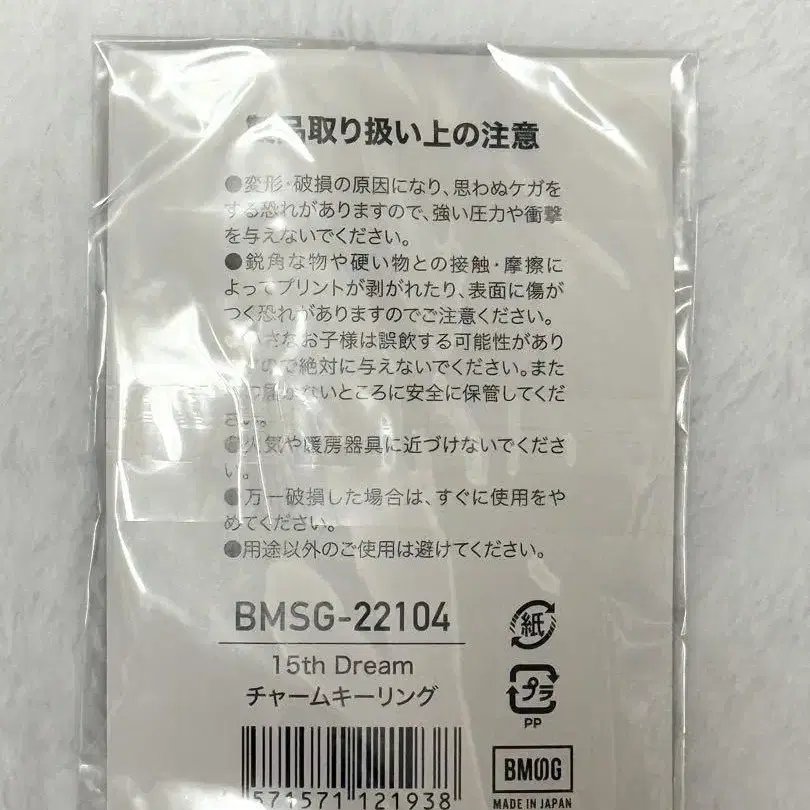 品取り扱い上の注意
●変形・破損の原因になり、思わぬケガを
する恐れがありますので、強い圧力や衝撃
を与えないでください。
●鋭角な物や硬い物との接触・摩擦に
よってプリントが剥がれたり、表面に傷が
つく恐れがありますのでご注意ください。
小さなお子様は誤飲する可能性があり
ますので絶対に与えないでください。また
ないところに安全に保管してくだ
さい。
●火気や暖房器具に近づけないでくださ
い。
●万一破損した場合は、すぐに使用をや
めてください。
●用途以外のご使用は避けてください。
BMSG-22104
15th Dream
チャームキーリング
紙
プラ
PP
571571 121938
BMSG
MADE IN JAPAN